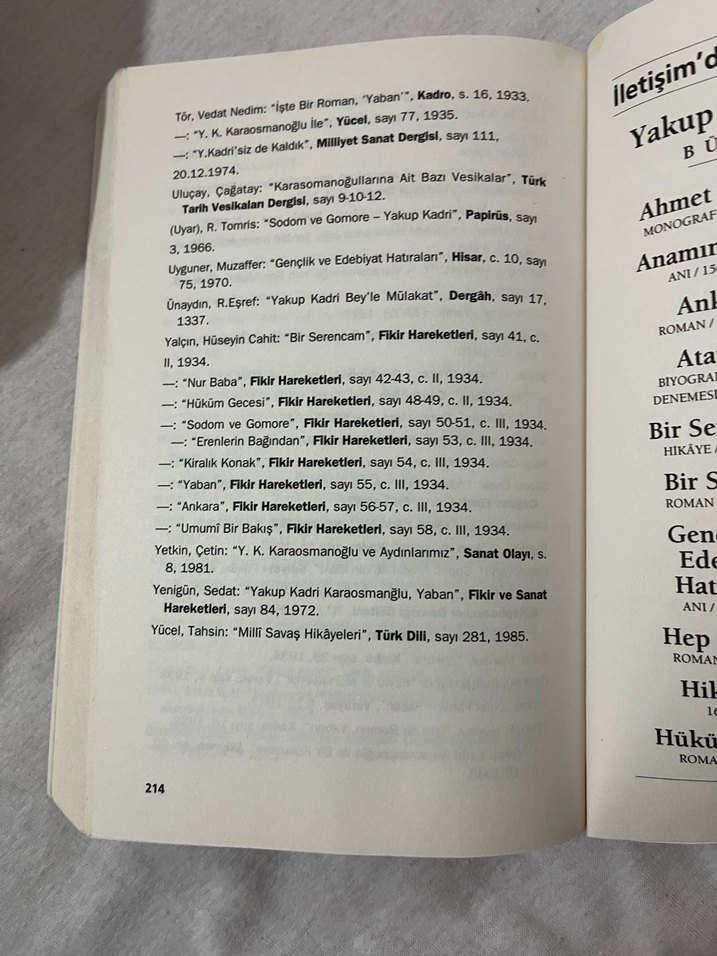 Tör, Vedat Nedim: “İşte Bir Roman, ‘Yaban’”, Kadro, s. 16, 1933.
—; “Y. K. Karaosmanoğlu İle”, Yücel, sayı 77, 1935.
—; “Y.Kadri’siz de Kaldık”, Milliyet Sanat Dergisi, sayı 111,
20.12.1974.
Uluçay, Çağatay: “Karasomanoğullarına Ait Bazı Vesikalar”, Türk
Tarih Vesikaları Dergisi, sayı 9-10-12.
(Uyar), R. Tomris: “Sodom ve Gomore – Yakup Kadri”, Papirüs, sayı
3, 1966.
Uyguner, Muzaffer: “Gençlik ve Edebiyat Hatıraları”, Hisar, c. 10, sayı
75, 1970.
Ünaydın, R.Eşref: “Yakup Kadri Bey’le Mülakat”, Dergâh, sayı 17,
1337.
Yalçın, Hüseyin Cahit: “Bir Serencam”, Fikir Hareketleri, sayı 41, c.
II, 1934.
—: “Nur Baba”, Fikir Hareketleri, sayı 42-43, c. II, 1934.
—: “Hüküm Gecesi”, Fikir Hareketleri, sayı 48-49, c. II, 1934.
—: “Sodom ve Gomore”, Fikir Hareketleri, sayı 50-51, c. III, 1934.
—: “Erenlerin Bağından”, Fikir Hareketleri, sayı 53, c. III, 1934.
—: “Kiralık Konak”, Fikir Hareketleri, sayı 54, c. III, 1934.
—: “Yaban”, Fikir Hareketleri, sayı 55, c. III, 1934.
—: “Ankara”, Fikir Hareketleri, sayı 56-57, c. III, 1934.
—: “Umumî Bir Bakış”, Fikir Hareketleri, sayı 58, c. III, 1934.
Yetkin, Çetin: “Y. K. Karaosmanoğlu ve Aydınlarımız”, Sanat Olayı, s.
8, 1981.
Yenigün, Sedat: “Yakup Kadri Karaosmanğlu, Yaban”, Fikir ve Sanat
Hareketleri, sayı 84, 1972.
Yücel, Tahsin: “Millî Savaş Hikâyeleri”, Türk Dili, sayı 281, 1985.
214
İletişim’d
Yakup
B Ü
Ahmet
MONOGRAF
Anamın
ANI / 15
Ank
ROMAN /
Ata
BİYOGRAF
DENEMESİ
Bir Se
HİKÂYE /
Bir S
ROMAN
Genç
Ede
Hat
ANI /
Hep
ROMAN
Hik
16
Hükü
ROMA